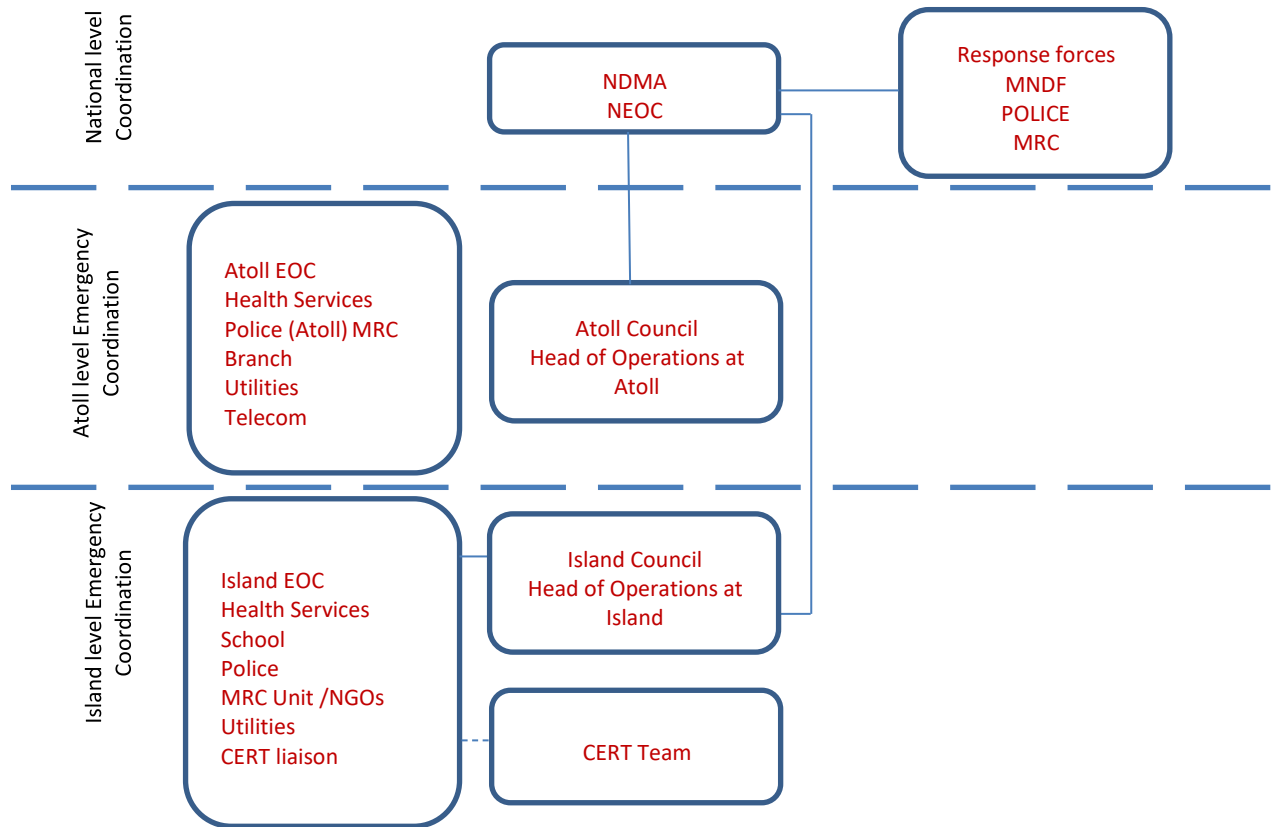 National level
Coordination
NDMA
NEOC
Response forces
MNDF
POLICE
MRC
Atoll level Emergency
Coordination
Atoll EOC
Health Services
Police (Atoll) MRC
Branch
Utilities
Telecom
Atoll Council
Head of Operations at
Atoll
Island level Emergency
Coordination
Island EOC
Health Services
School
Police
MRC Unit /NGOs
Utilities
CERT liaison
Island Council
Head of Operations at
Island
CERT Team